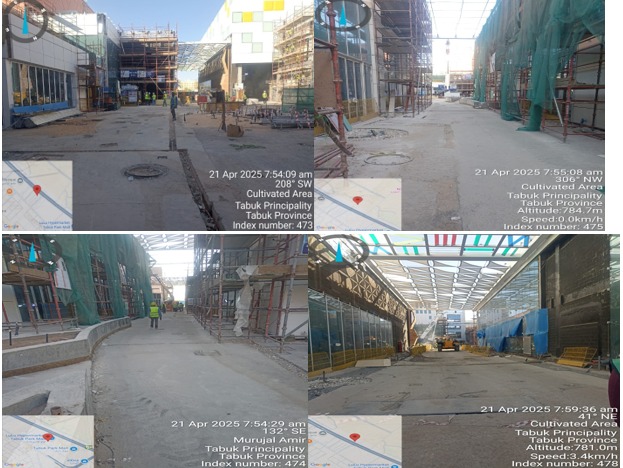 21 Apr 2025 7:54:09 am
208° SW
Cultivated Area
Tabuk Principality
Tabuk Province
Index number: 473
21 Apr 2025 7:55:08 am
306° NW
Cultivated Area
Tabuk Principality
Tabuk Province
Altitude:784.7m
Speed:0.0km/h
Index number: 475
21 Apr 2025 7:54:29 am
132° SE
Murujal Amir
Tabuk Principality
Tabuk Province
Index number: 474
Tabuk Park Mall
21 Apr 2025 7:59:36 am
41° NE
Cultivated Area
Tabuk Principality
Tabuk Province
Altitude:781.0m
Speed:3.4km/h
Index number: 478